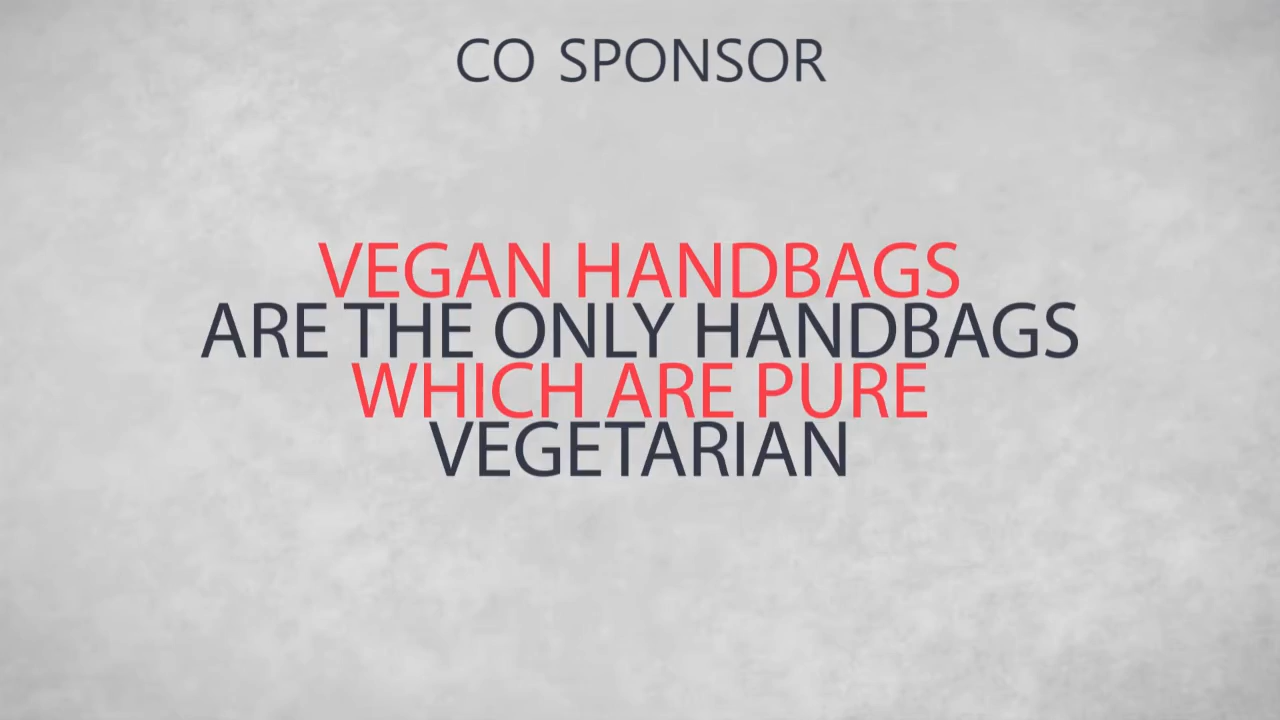 CO SPONSOR
VEGAN HANDBAGS
ARE THE ONLY HANDBAGS
WHICH ARE PURE
VEGETARIAN